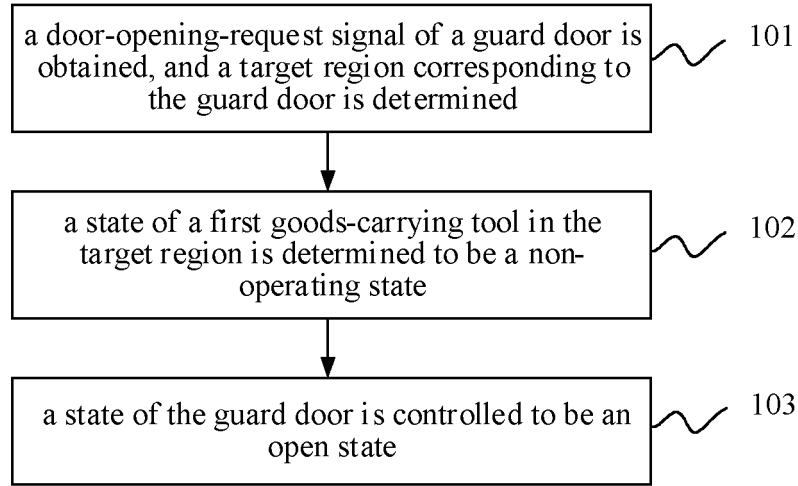 a door-opening-request signal of a guard door is
obtained, and a target region corresponding to
the guard door is determined
101
a state of a first goods-carrying tool in the
target region is determined to be a non-
operating state
102
a state of the guard door is controlled to be an
open state
103